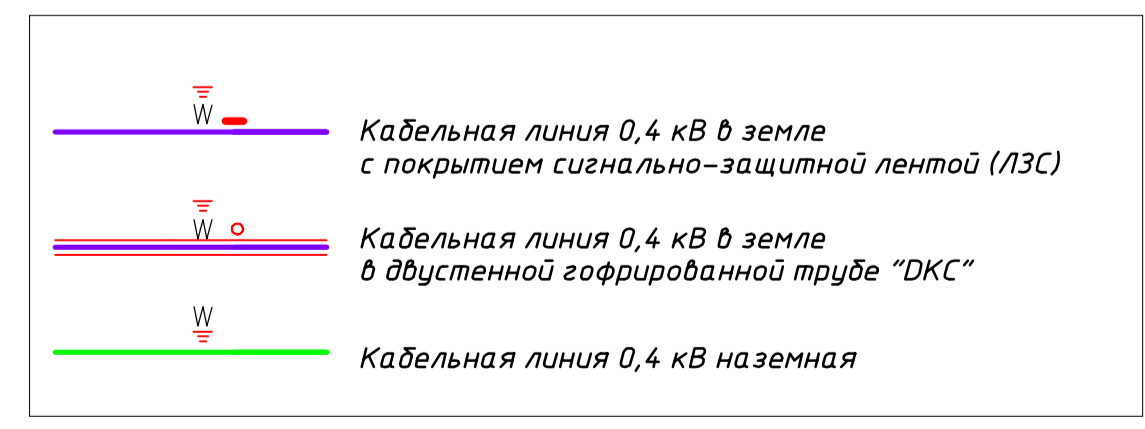 W
Кабельная линия 0,4 кВ в земле
с покрытием сигнально-защитной лентой (ЛЗС)
W
Кабельная линия 0,4 кВ в земле
в двустенной гофрированной трубе "DKC"
W
Кабельная линия 0,4 кВ наземная